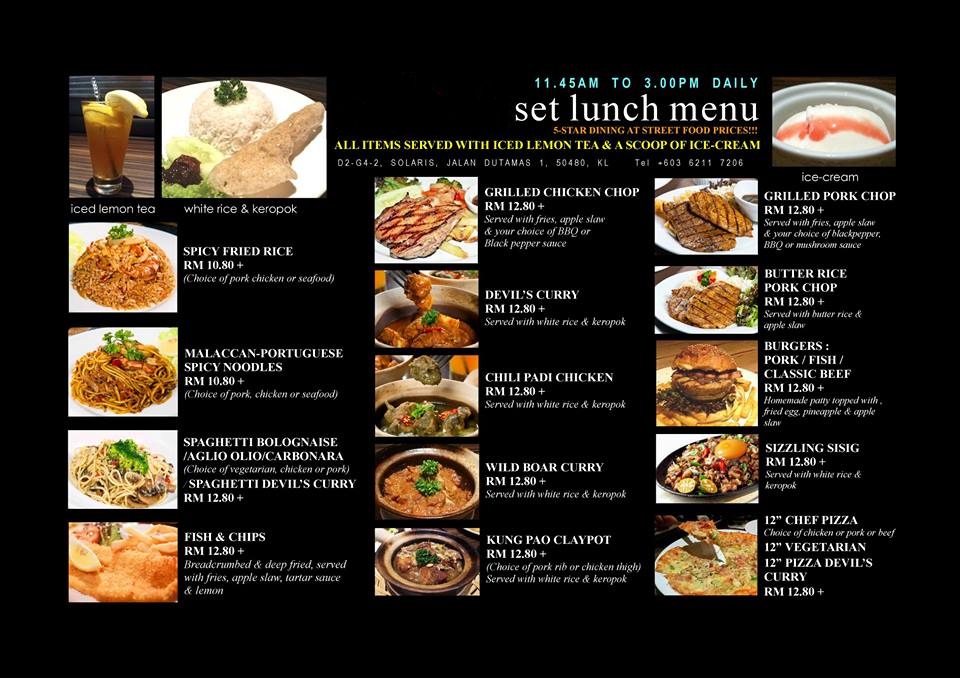 11.45AM TO 3.00PM DAILY
set lunch menu
5-STAR DINING AT STREET FOOD PRICES!!!
ALL ITEMS SERVED WITH ICED LEMON TEA & A SCOOP OF ICE-CREAM
D2-G4-2, SOLARIS, JALAN DUTAMAS 1, 50480, KL Tel +603 6211 7206
iced lemon tea
white rice & keropok
ice-cream
SPICY FRIED RICE
RM 10.80 +
(Choice of pork chicken or seafood)
MALACCAN-PORTUGUESE
SPICY NOODLES
RM 10.80 +
(Choice of pork, chicken or seafood)
SPAGHETTI BOLOGNAISE
/AGLIO OLIO/CARBONARA
(Choice of vegetarian, chicken or pork)
/ SPAGHETTI DEVIL'S CURRY
RM 12.80 +
FISH & CHIPS
RM 12.80 +
Breadcrumbed & deep fried, served
with fries, apple slaw, tartar sauce
& lemon
GRILLED CHICKEN CHOP
RM 12.80 +
Served with fries, apple slaw
& your choice of BBQ or
Black pepper sauce
DEVIL'S CURRY
RM 12.80 +
Served with white rice & keropok
CHILI PADI CHICKEN
RM 12.80 +
Served with white rice & keropok
WILD BOAR CURRY
RM 12.80 +
Served with white rice & keropok
KUNG PAO CLAYPOT
RM 12.80 +
(Choice of pork rib or chicken thigh)
Served with white rice & keropok
GRILLED PORK CHOP
RM 12.80 +
Served with fries, apple slaw
& your choice of blackpepper,
BBQ or mushroom sauce
BUTTER RICE
PORK CHOP
RM 12.80 +
Served with butter rice &
apple slaw
BURGERS :
PORK / FISH /
CLASSIC BEEF
RM 12.80 +
Homemade patty topped with ,
fried egg, pineapple & apple
slaw
SIZZLING SISIG
RM 12.80 +
Served with white rice &
keropok
12” CHEF PIZZA
Choice of chicken or pork or beef
12” VEGETARIAN
12” PIZZA DEVIL'S
CURRY
RM 12.80 +